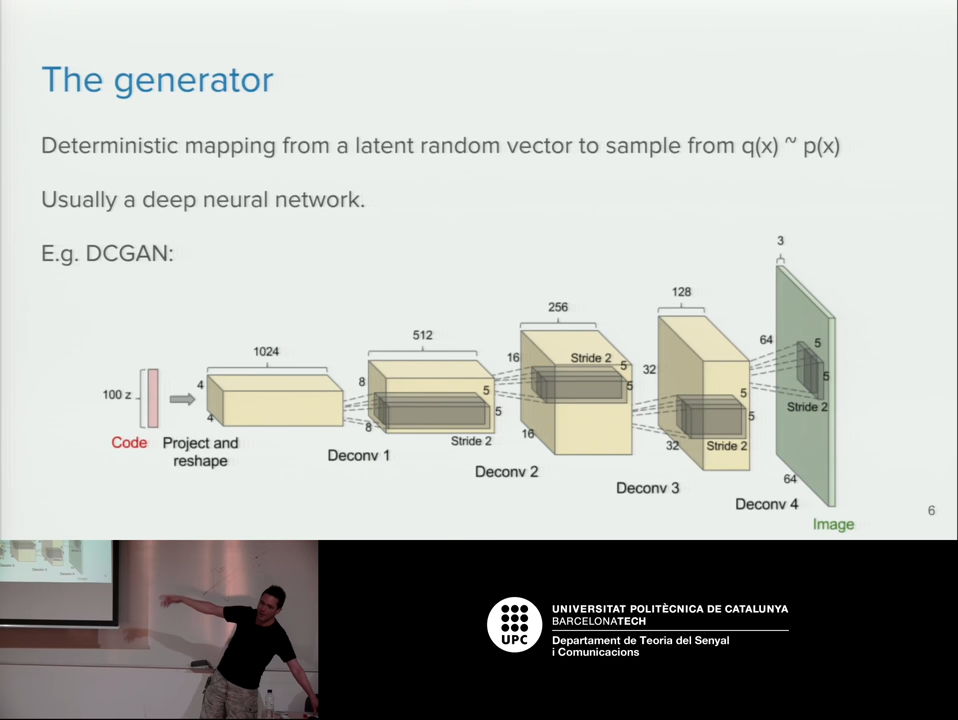 The generator
Deterministic mapping from a latent random vector to sample from q(x) ~ p(x)
Usually a deep neural network.
E.g. DCGAN:
3
128
256
64
5
512
16
Stride 2
5
32
1024
8
5
5
5
4
5
Stride 2
100 z
5
5
4
8
16
32
Stride 2
Code
Project and
reshape
Stride 2
Deconv 1
Deconv 2
64
Deconv 3
Deconv 4
6
Image
UPC
UNIVERSITAT POLITÈCNICA DE CATALUNYA
BARCELONATECH
Departament de Teoria del Senyal
i Comunicacions